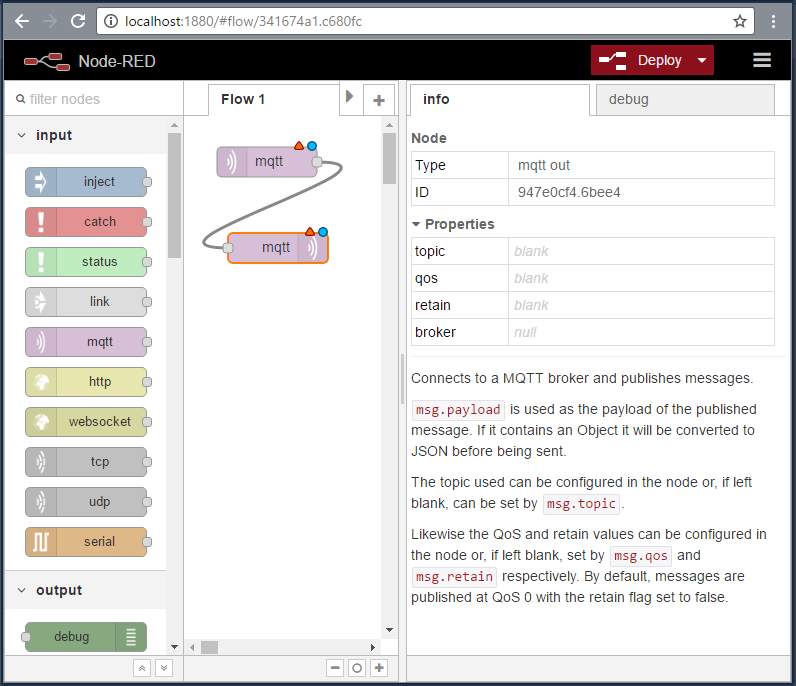 localhost:1880/#flow/341674a1.c680fc
Node-RED
Deploy
filter nodes
input
inject
catch
status
link
mqtt
http
websocket
tcp
udp
serial
output
debug
Flow 1
mqtt
mqtt
info
debug
Node
Type mqtt out
ID 947e0cf4.6bee4
Properties
topic blank
qos blank
retain blank
broker null
Connects to a MQTT broker and publishes messages.
msg.payload is used as the payload of the published
message. If it contains an Object it will be converted to
JSON before being sent.
The topic used can be configured in the node or, if left
blank, can be set by msg.topic.
Likewise the QoS and retain values can be configured in
the node or, if left blank, set by msg.qos and
msg.retain respectively. By default, messages are
published at QoS 0 with the retain flag set to false.